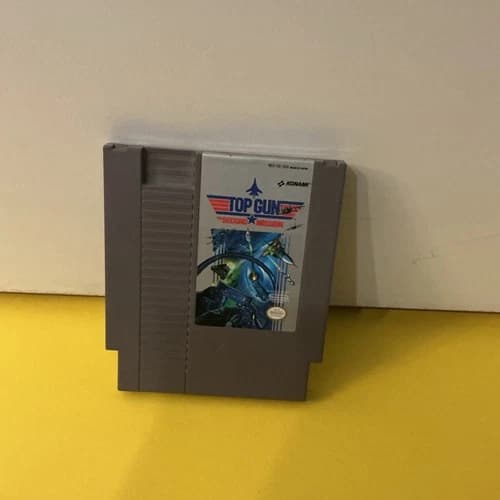 KONAMI
TOP GUN
THE SECOND MISSION